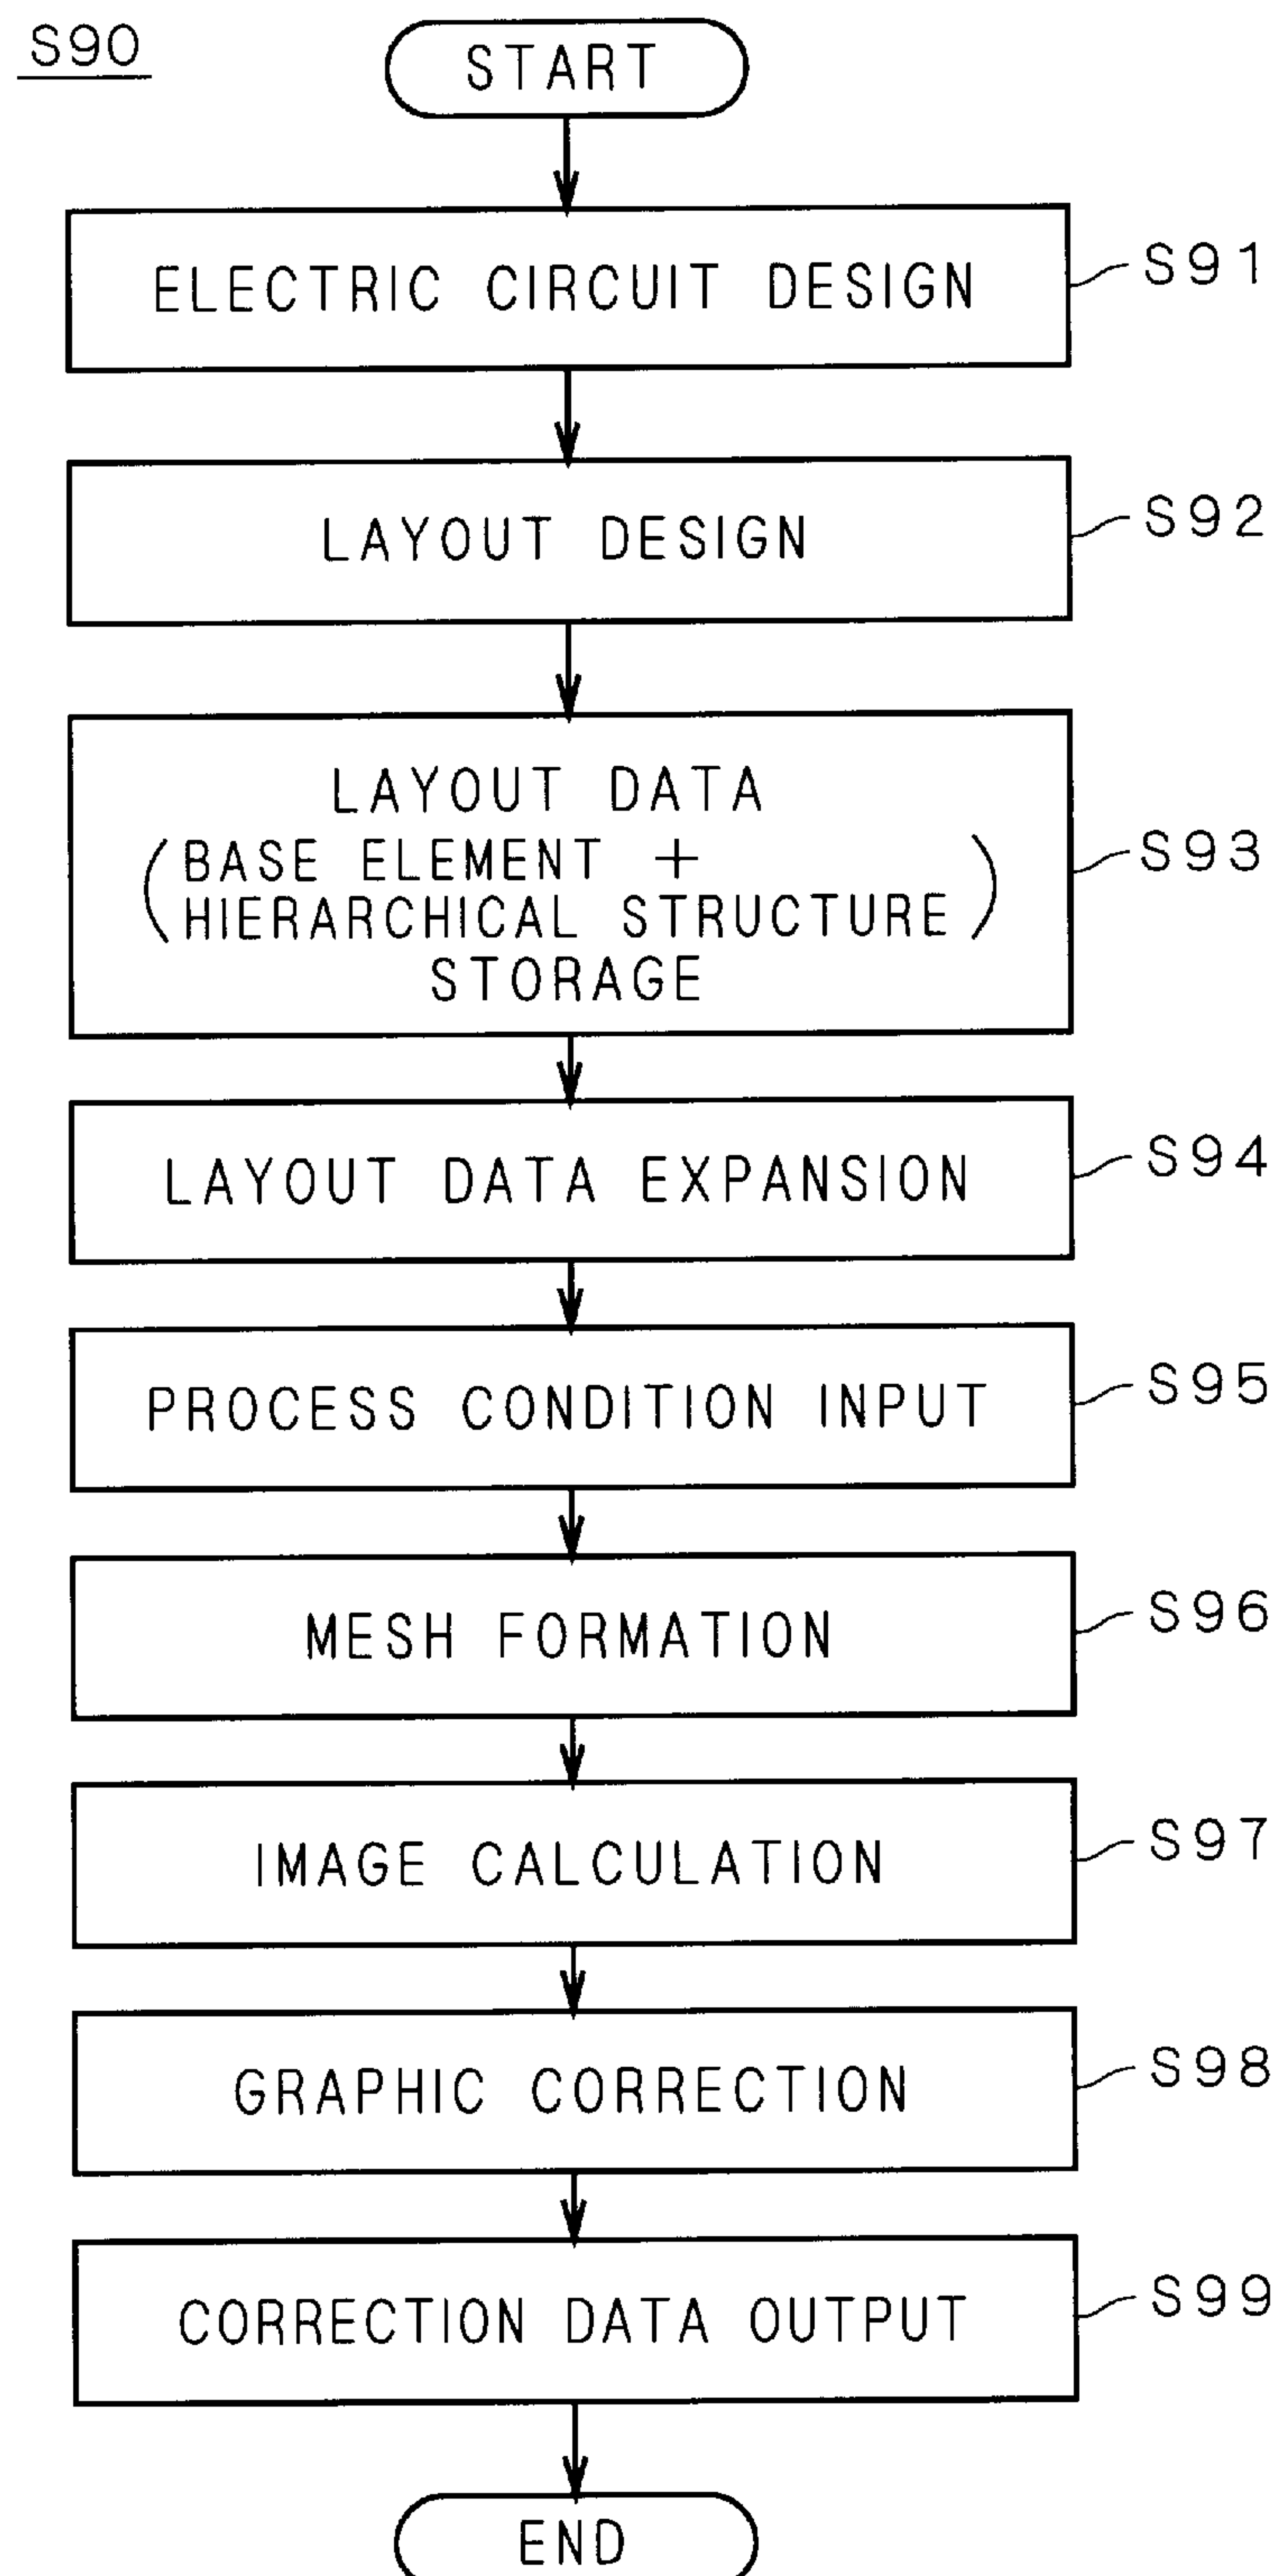 S90
START
ELECTRIC CIRCUIT DESIGN
S91
LAYOUT DESIGN
S92
LAYOUT DATA
(BASE ELEMENT +
HIERARCHICAL STRUCTURE)
STORAGE
S93
LAYOUT DATA EXPANSION
S94
PROCESS CONDITION INPUT
S95
MESH FORMATION
S96
IMAGE CALCULATION
S97
GRAPHIC CORRECTION
S98
CORRECTION DATA OUTPUT
S99
END